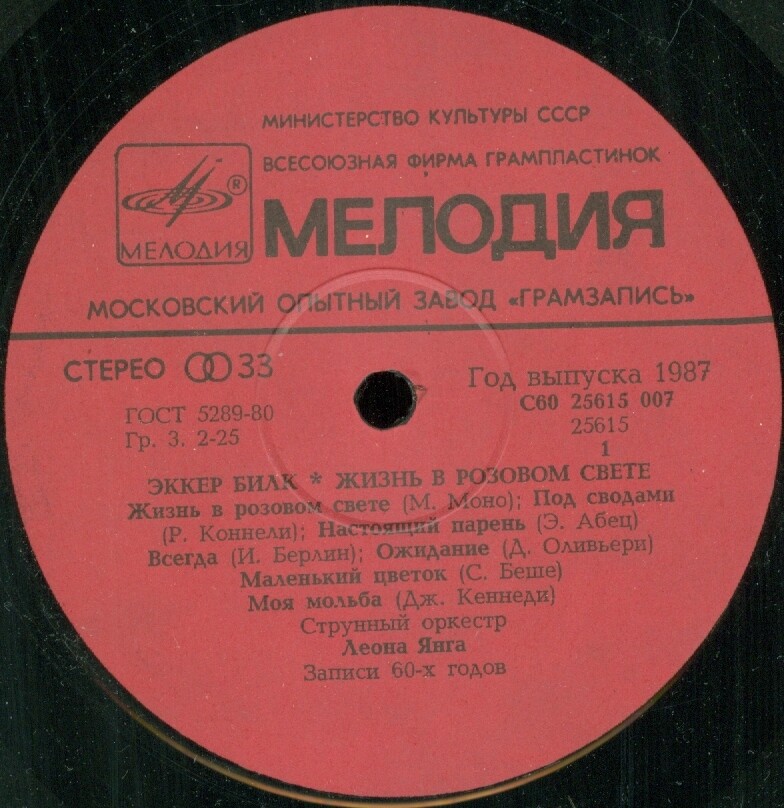 МИНИСТЕРСТВО КУЛЬТУРЫ СССР
ВСЕСОЮЗНАЯ ФИРМА ГРАМПЛАСТИНОК
®
МЕЛОДИЯ
МЕЛОДИЯ
МОСКОВСКИЙ ОПЫТНЫЙ ЗАВОД «ГРАМЗАПИСЬ»
СТЕРЕО 33
Год выпуска 1987
С60 25615 007
ГОСТ 5289-80
25615
Гр. 3. 2-25
1
ЭККЕР БИЛК * ЖИЗНЬ В РОЗОВОМ СВЕТЕ
Жизнь в розовом свете (М. Моно); Под сводами
(Р. Коннели); Настоящий парень (Э. Абец)
Всегда (И. Берлин); Ожидание (Д. Оливьери)
Маленький цветок (С. Беше)
Моя мольба (Дж. Кеннеди)
Струнный оркестр
Леона Янга
Записи 60-х годов